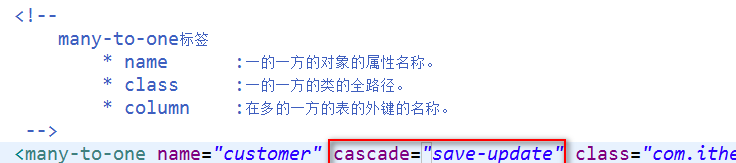 <!--
many-to-one标签
* name :一的一方的对象的属性名称。
* class :一的一方的类的全路径。
* column :在多的一方的表的外键的名称。
-->
<many-to-one name="customer" cascade="save-update" class="com.ithe